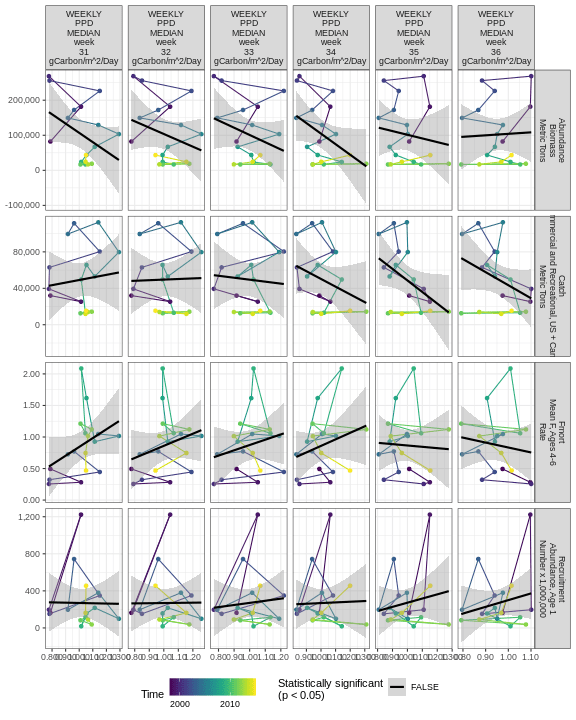 WEEKLY PPD MEDIAN week 31 gCarbon/m^2/Day
WEEKLY PPD MEDIAN week 32 gCarbon/m^2/Day
WEEKLY PPD MEDIAN week 33 gCarbon/m^2/Day
WEEKLY PPD MEDIAN week 34 gCarbon/m^2/Day
WEEKLY PPD MEDIAN week 35 gCarbon/m^2/Day
WEEKLY PPD MEDIAN week 36 gCarbon/m^2/Day
200,000
100,000
0
-100,000
Abundance
Biomass
Metric Tons
80,000
40,000
0
Catch
and Recreational, US +
Metric Tons
2.00
1.50
1.00
0.50
0.00
Fmort
Mean F, Ages 4-6
Rate
1,200
800
400
0
Recruitment
Abundance, Age 1
Number x 1,000,000
0.90 1.00 1.10
Time
2000 2010
Statistically significant
(p < 0.05)
FALSE